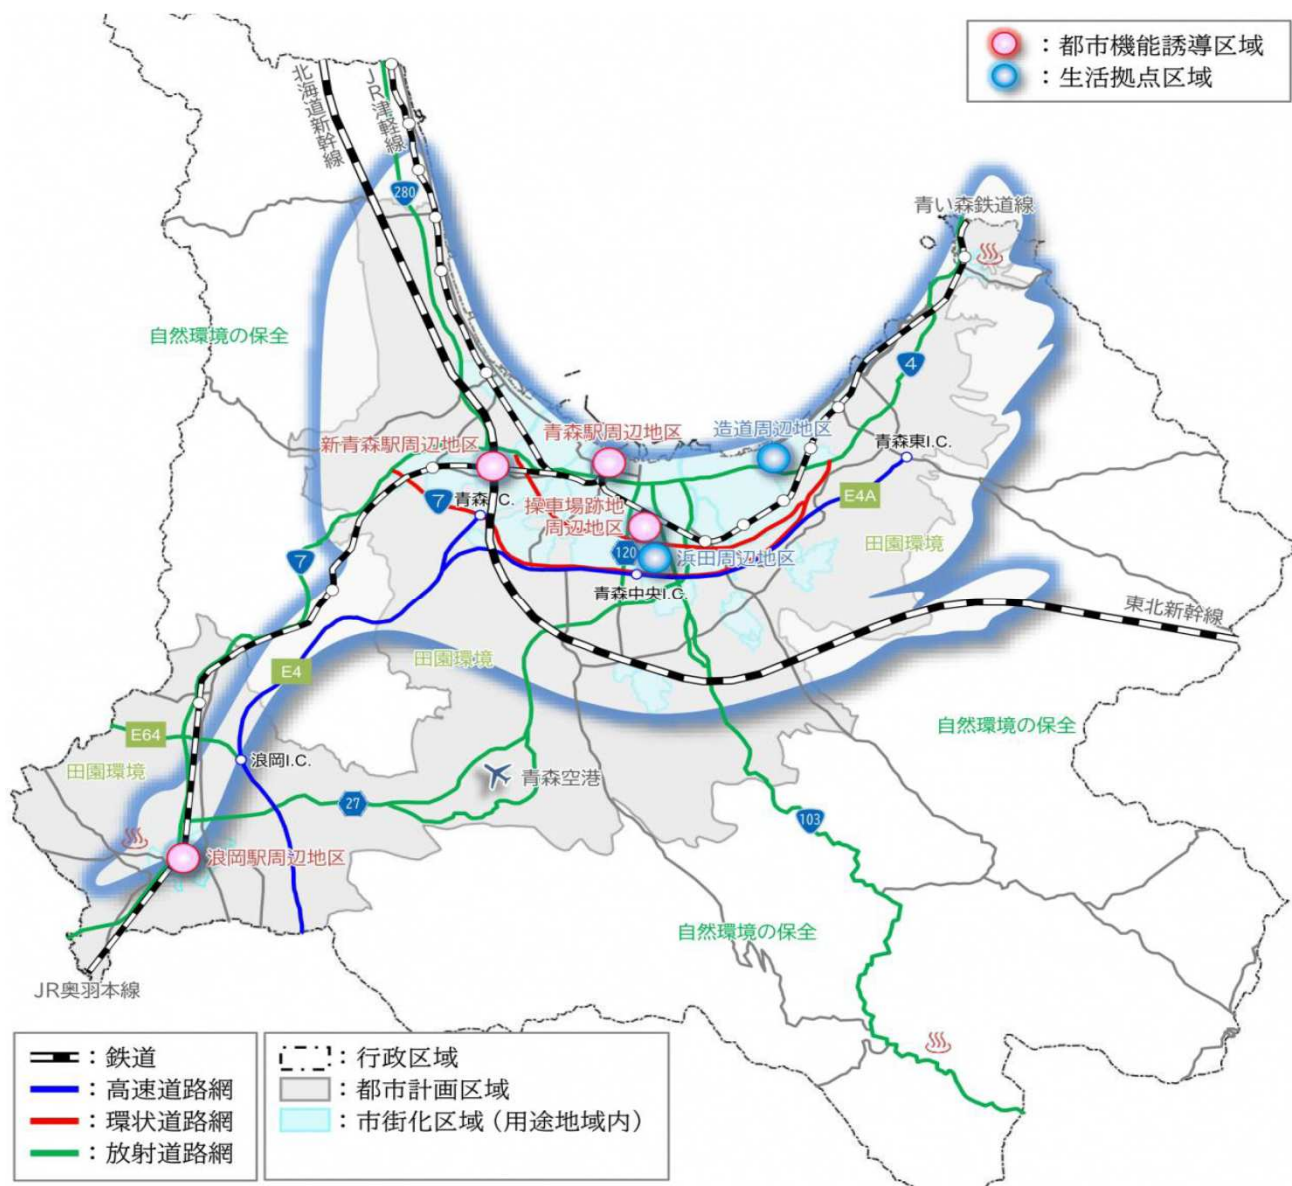 ：都市機能誘導区域
：生活拠点区域
北海道新幹線
JR津軽線
280
青い森鉄道線
自然環境の保全
4
新青森駅周辺地区
青森駅周辺地区
造道周辺地区
青森東I.C.
7
青森I.C.
操車場跡地
周辺地区
E4A
7
120
浜田周辺地区
田園環境
青森中央I.C.
東北新幹線
田園環境
E4
E64
浪岡I.C.
自然環境の保全
田園環境
青森空港
27
103
浪岡駅周辺地区
自然環境の保全
JR奥羽本線
：鉄道
：高速道路網
：環状道路網
：放射道路網
：行政区域
：都市計画区域
：市街化区域（用途地域内）